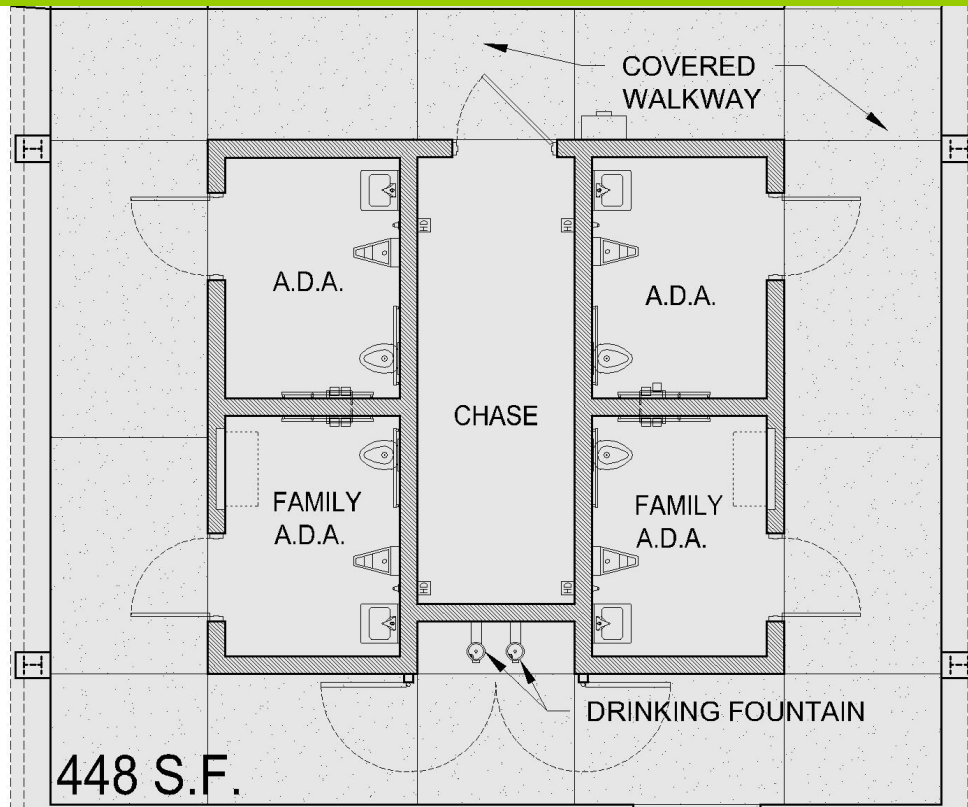 COVERED
WALKWAY
A.D.A.
A.D.A.
CHASE
FAMILY
A.D.A.
FAMILY
A.D.A.
DRINKING FOUNTAIN
448 S.F.